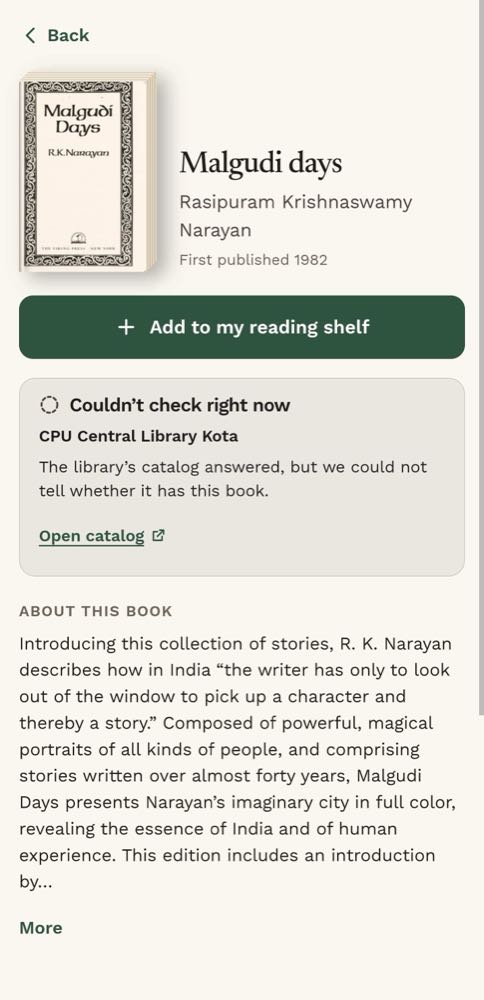 Back
Malgudi
Days
R.K.Narayan
THE VIKING PRESS NEW YORK
Malgudi days
Rasipuram Krishnaswamy
Narayan
First published 1982
Add to my reading shelf
Couldn’t check right now
CPU Central Library Kota
The library’s catalog answered, but we could not
tell whether it has this book.
Open catalog
ABOUT THIS BOOK
Introducing this collection of stories, R. K. Narayan
describes how in India “the writer has only to look
out of the window to pick up a character and
thereby a story.” Composed of powerful, magical
portraits of all kinds of people, and comprising
stories written over almost forty years, Malgudi
Days presents Narayan’s imaginary city in full color,
revealing the essence of India and of human
experience. This edition includes an introduction
by…
More